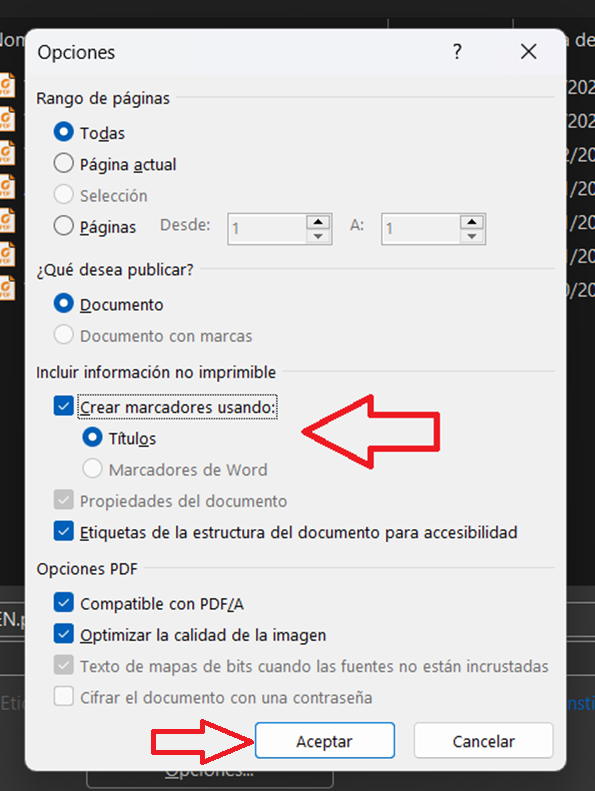 Opciones ?
Rango de páginas
Todas
Página actual
Selección
Páginas Desde: 1 A: 1
¿Qué desea publicar?
Documento
Documento con marcas
Incluir información no imprimible
Crear marcadores usando:
Títulos
Marcadores de Word
Propiedades del documento
Etiquetas de la estructura del documento para accesibilidad
Opciones PDF
Compatible con PDF/A
Optimizar la calidad de la imagen
Texto de mapas de bits cuando las fuentes no están incrustadas
Cifrar el documento con una contraseña
Aceptar Cancelar
Opciones...